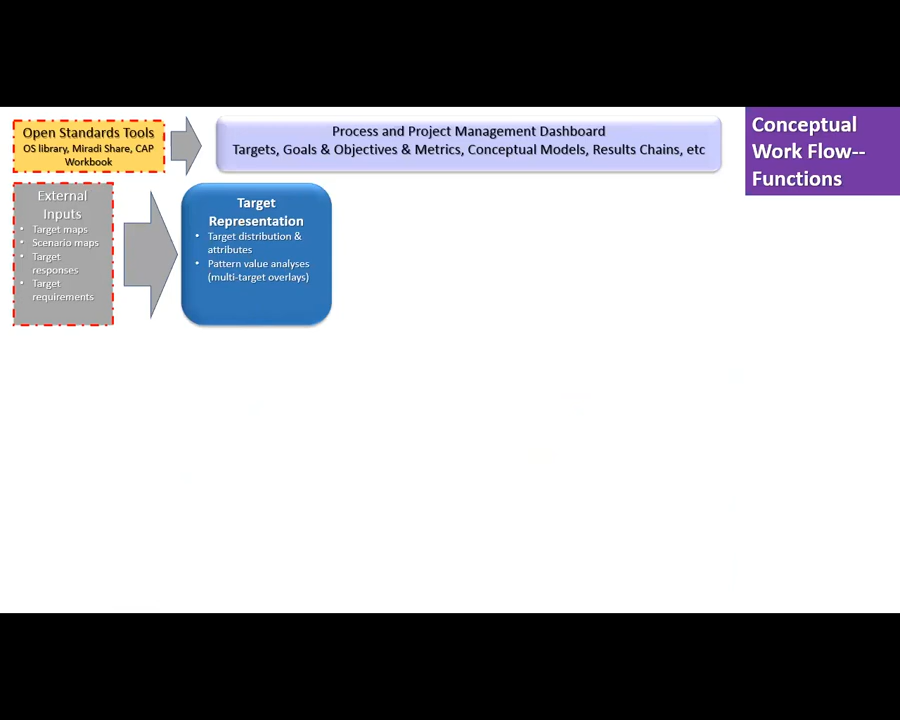 Open Standards Tools
OS library, Miradi Share, CAP
Workbook
Process and Project Management Dashboard
Targets, Goals & Objectives & Metrics, Conceptual Models, Results Chains, etc
Conceptual
Work Flow--
Functions
External
Inputs
• Target maps
• Scenario maps
• Target
responses
• Target
requirements
Target
Representation
• Target distribution &
attributes
• Pattern value analyses
(multi-target overlays)